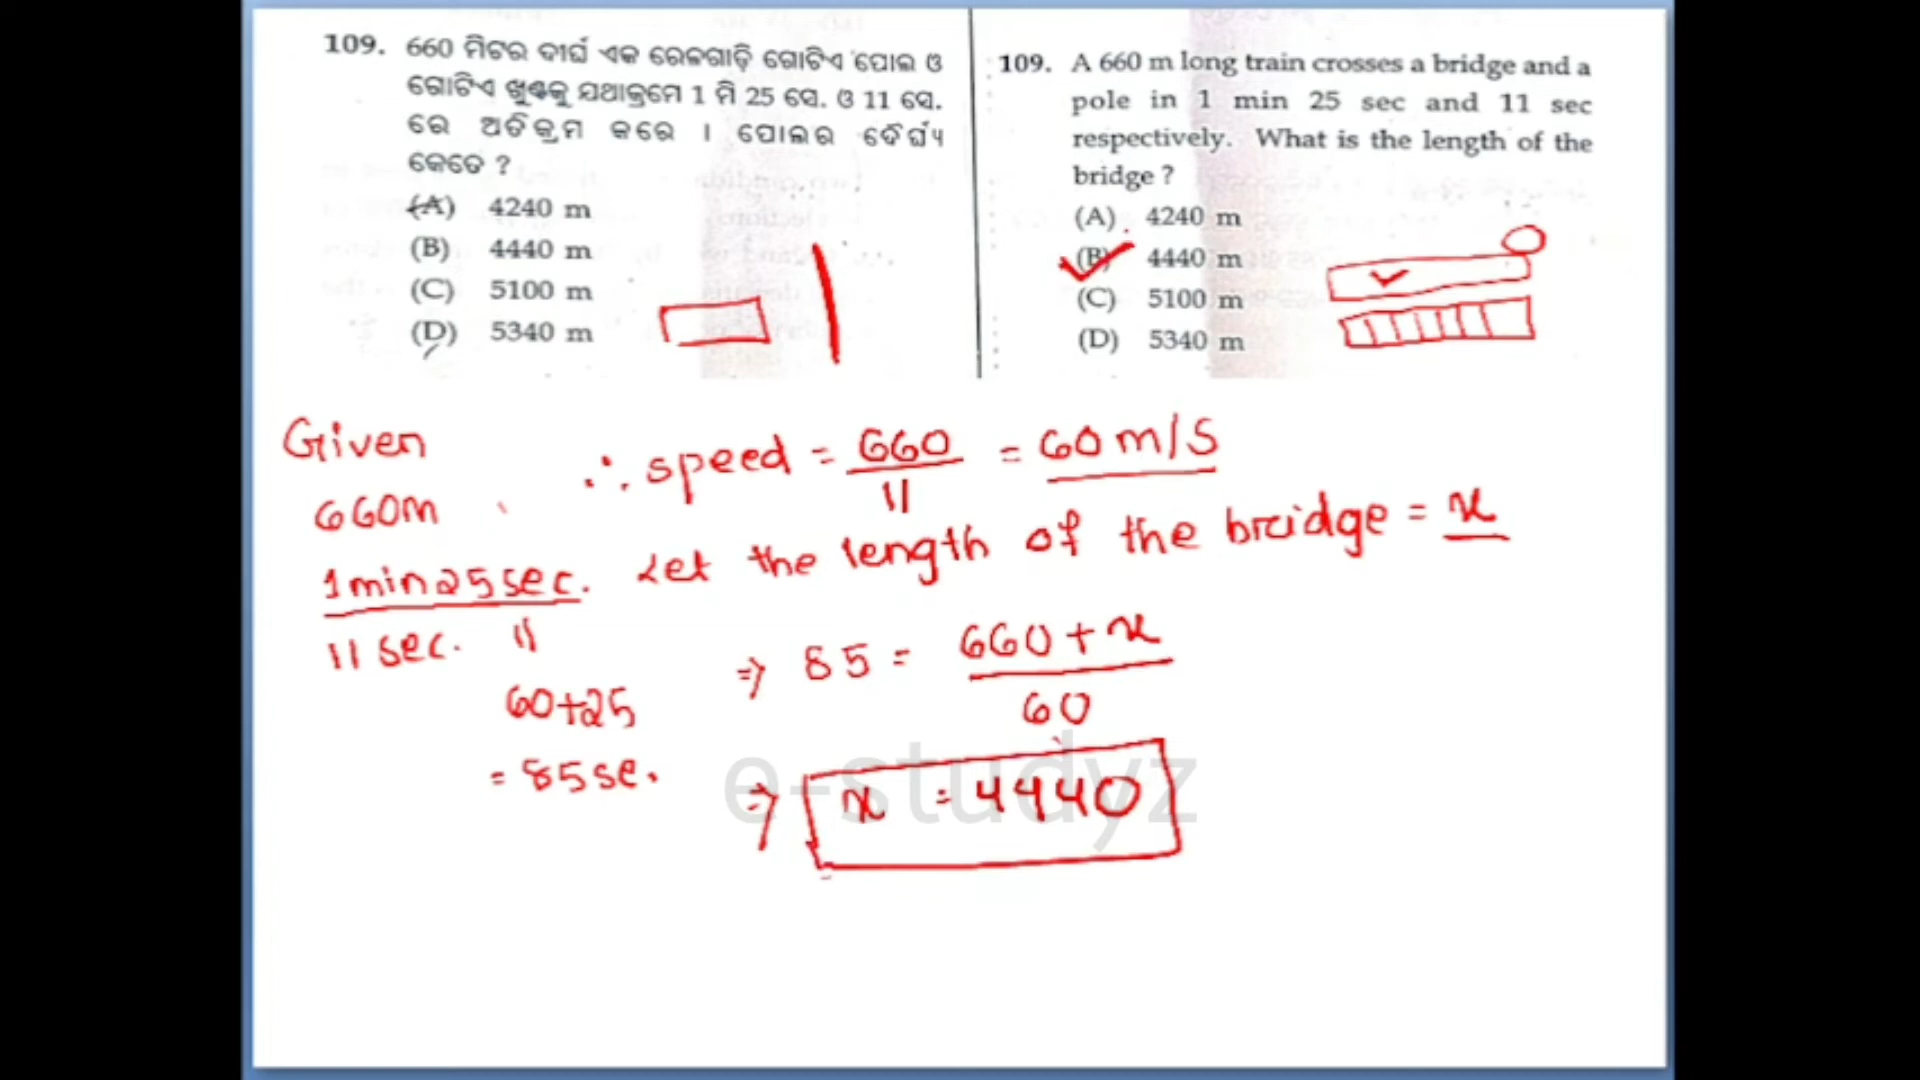 109. 660 ମିଟର ଦୀର୍ଘ ଏକ ରେଳଗାଡ଼ି ଗୋଟିଏ ପୋଲ ଓ
ଗୋଟିଏ ଖୁଣ୍ଟକୁ ଯଥାକ୍ରମେ 1 ମି 25 ସେ. ଓ 11 ସେ.
ରେ ଅତିକ୍ରମ କରେ । ପୋଲର ଦୈର୍ଘ୍ୟ
କେତେ ?
(A) 4240 m
(B) 4440 m
(C) 5100 m
(D) 5340 m
109. A 660 m long train crosses a bridge and a
pole in 1 min 25 sec and 11 sec
respectively. What is the length of the
bridge ?
(A) 4240 m
(B) 4440 m
(C) 5100 m
(D) 5340 m
Given
660m
1min25sec.
11sec. 11
60+25
= 85se.
∴ speed = 660/11 = 60m/s
Let the length of the bridge = x
⇒ 85 = 660+x/60
⇒ x = 4440
e-studyz